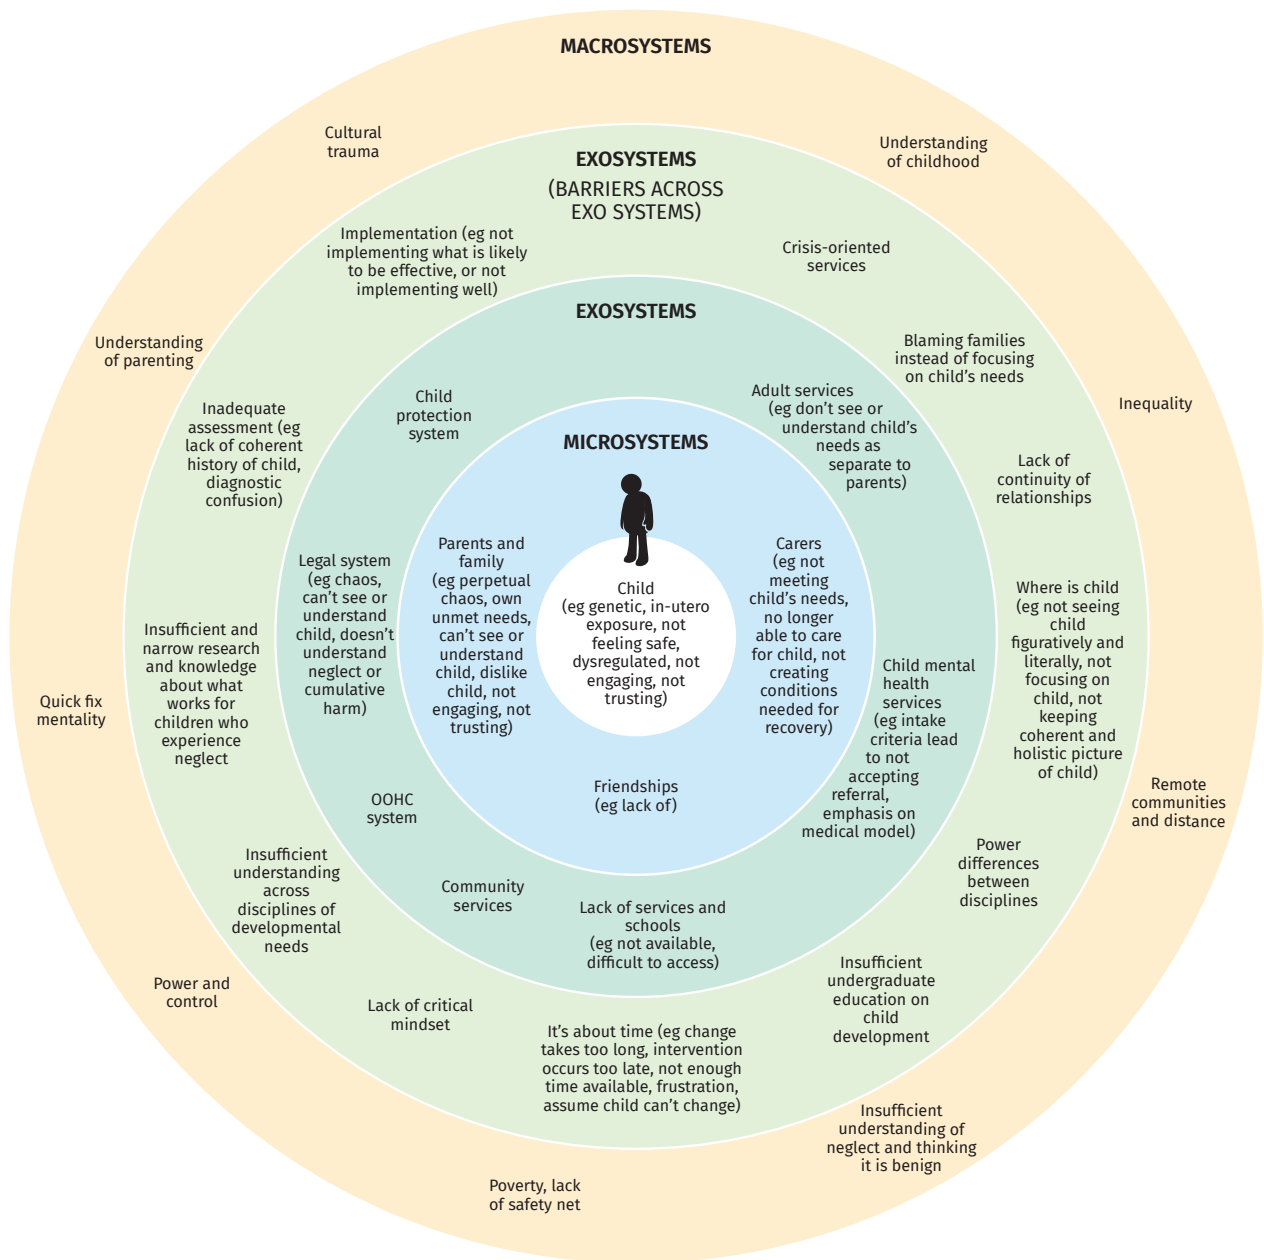 MACROSYSTEMS
Cultural
trauma
Understanding
of childhood
Understanding
of parenting
Inequality
Quick fix
mentality
Remote
communities
and distance
Power and
control
Insufficient
understanding of
neglect and thinking
it is benign
Poverty, lack
of safety net
EXOSYSTEMS
(BARRIERS ACROSS
EXO SYSTEMS)
Implementation (eg not
implementing what is likely
to be effective, or not
implementing well)
Crisis-oriented
services
Blaming families
instead of focusing
on child's needs
Inadequate
assessment (eg
lack of coherent
history of child,
diagnostic
confusion)
Lack of
continuity of
relationships
Where is child
(eg not seeing
child
figuratively and
literally, not
focusing on
child, not
keeping
coherent and
holistic picture
of child)
Insufficient and
narrow research
and knowledge
about what
works for
children who
experience
neglect
Power
differences
between
disciplines
Insufficient
understanding
across
disciplines of
developmental
needs
Insufficient
undergraduate
education on
child
development
Lack of critical
mindset
It's about time (eg change
takes too long, intervention
occurs too late, not enough
time available, frustration,
assume child can't change)
EXOSYSTEMS
Child
protection
system
Adult services
(eg don't see or
understand child's
needs as
separate to
parents)
Legal system
(eg chaos,
can't see or
understand
child, doesn't
understand
neglect or
cumulative
harm)
Child mental
health
services
(eg intake
criteria lead
to not
accepting
referral,
emphasis on
medical model)
OOHC
system
Community
services
Lack of services and
schools
(eg not available,
difficult to access)
MICROSYSTEMS
Parents and
family
(eg perpetual
chaos, own
unmet needs,
can't see or
understand
child, dislike
child, not
engaging, not
trusting)
Child
(eg genetic, in-utero
exposure, not
feeling safe,
dysregulated, not
engaging, not
trusting)
Carers
(eg not
meeting
child's needs,
no longer
able to care
for child, not
creating
conditions
needed for
recovery)
Friendships
(eg lack of)